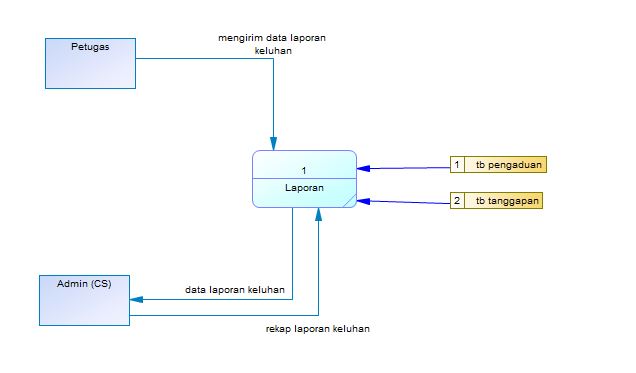 mengirim data laporan
keluhan
Petugas
1
Laporan
1 tb pengaduan
2 tb tanggapan
Admin (CS)
data laporan keluhan
rekap laporan keluhan